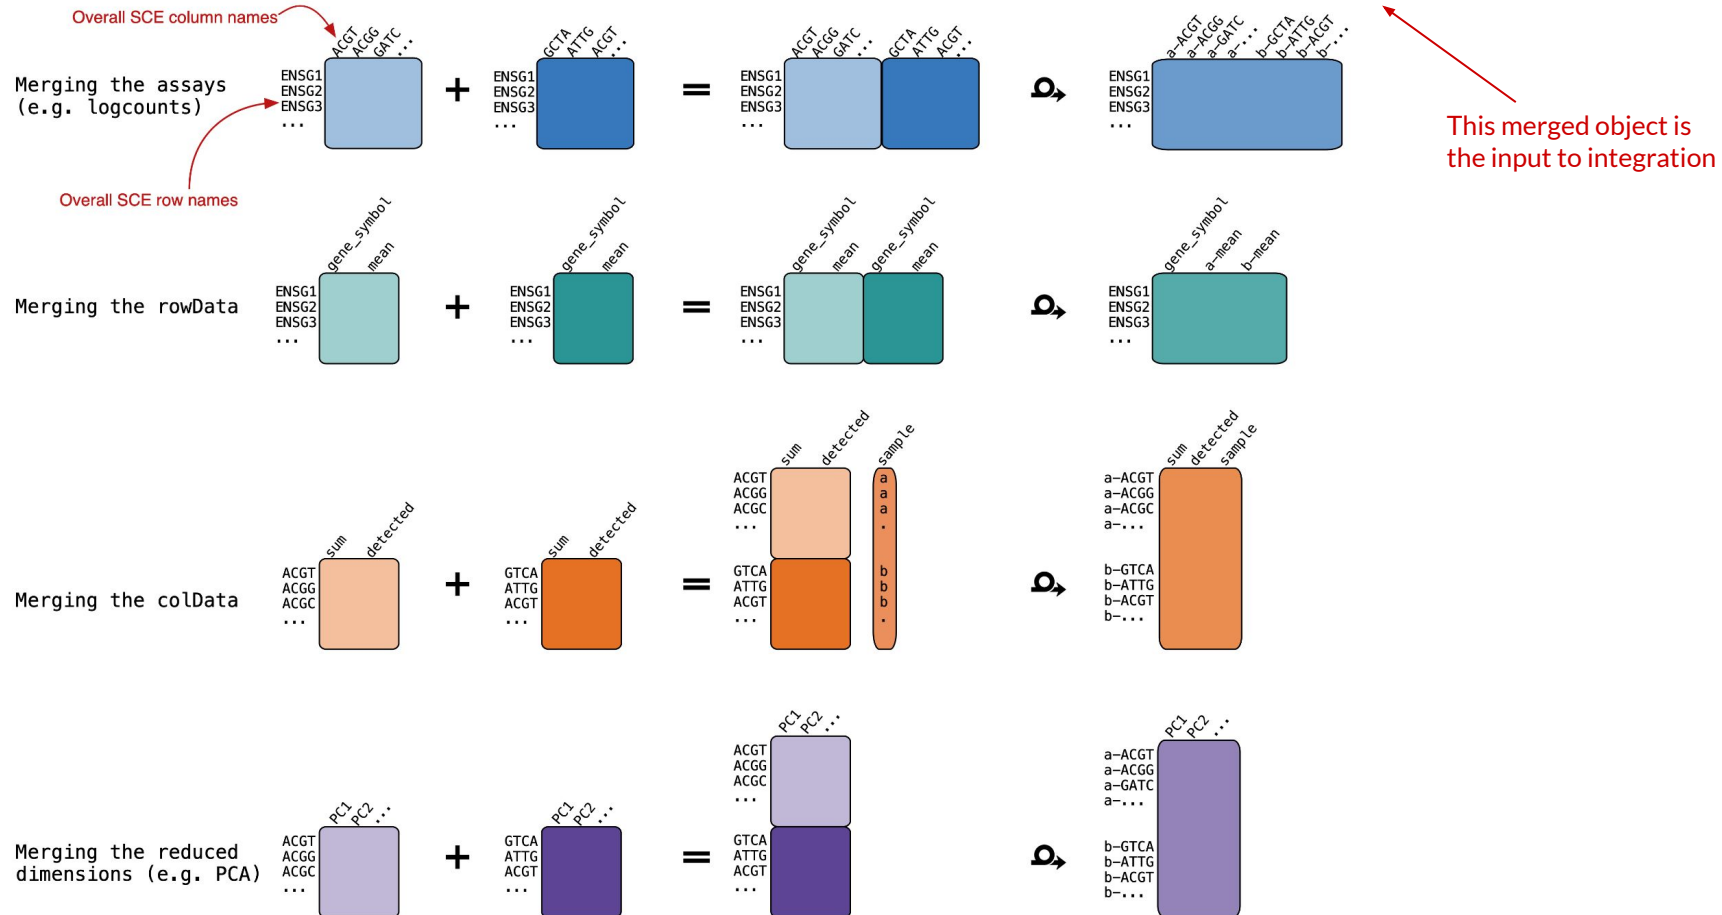 Overall SCE column names
ACGT ACGG GATC ...
GCTA ATTG ACGT ...
ACGT ACGG GATC ... GCTA ATTG ACGT ...
a-ACGT a-ACGG a-GATC a-... b-GCTA b-ATTG b-ACGT b-...
Merging the assays
(e.g. logcounts)
ENSG1
ENSG2
ENSG3
...
+
ENSG1
ENSG2
ENSG3
...
=
ENSG1
ENSG2
ENSG3
...
ENSG1
ENSG2
ENSG3
...
This merged object is
the input to integration
Overall SCE row names
gene_symbol mean
gene_symbol mean
gene_symbol mean gene_symbol mean
gene_symbol a-mean b-mean
Merging the rowData
ENSG1
ENSG2
ENSG3
...
+
ENSG1
ENSG2
ENSG3
...
=
ENSG1
ENSG2
ENSG3
...
ENSG1
ENSG2
ENSG3
...
Merging the colData
sum detected
ACGT
ACGG
ACGC
...
+
sum detected
GTCA
ATTG
ACGT
...
=
sum detected sample
ACGT a
ACGG a
ACGC a
... .
GTCA b
ATTG b
ACGT b
... .
sum detected sample
a-ACGT
a-ACGG
a-ACGC
a-...
b-GTCA
b-ATTG
b-ACGT
b-...
Merging the reduced
dimensions (e.g. PCA)
PC1 PC2 ...
ACGT
ACGG
ACGC
...
+
PC1 PC2 ...
GTCA
ATTG
ACGT
...
=
PC1 PC2 ...
ACGT
ACGG
ACGC
...
GTCA
ATTG
ACGT
...
PC1 PC2 ...
a-ACGT
a-ACGG
a-GATC
a-...
b-GTCA
b-ATTG
b-ACGT
b-...